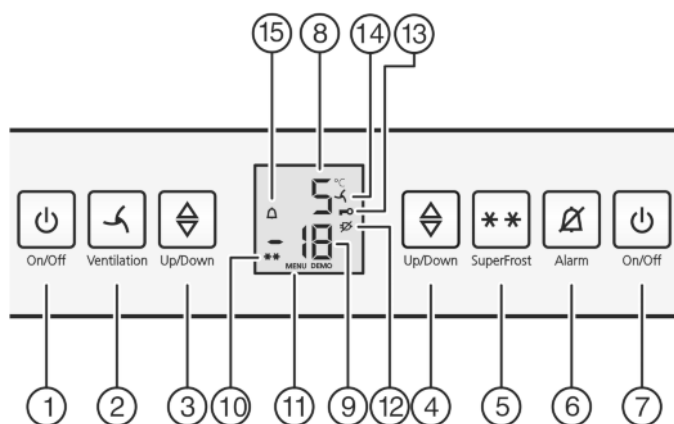 15 8 14 13
5 °C
- 18
MENU DEMO
On/Off Ventilation Up/Down Up/Down SuperFrost Alarm On/Off
1 2 3 10 11 9 12 4 5 6 7